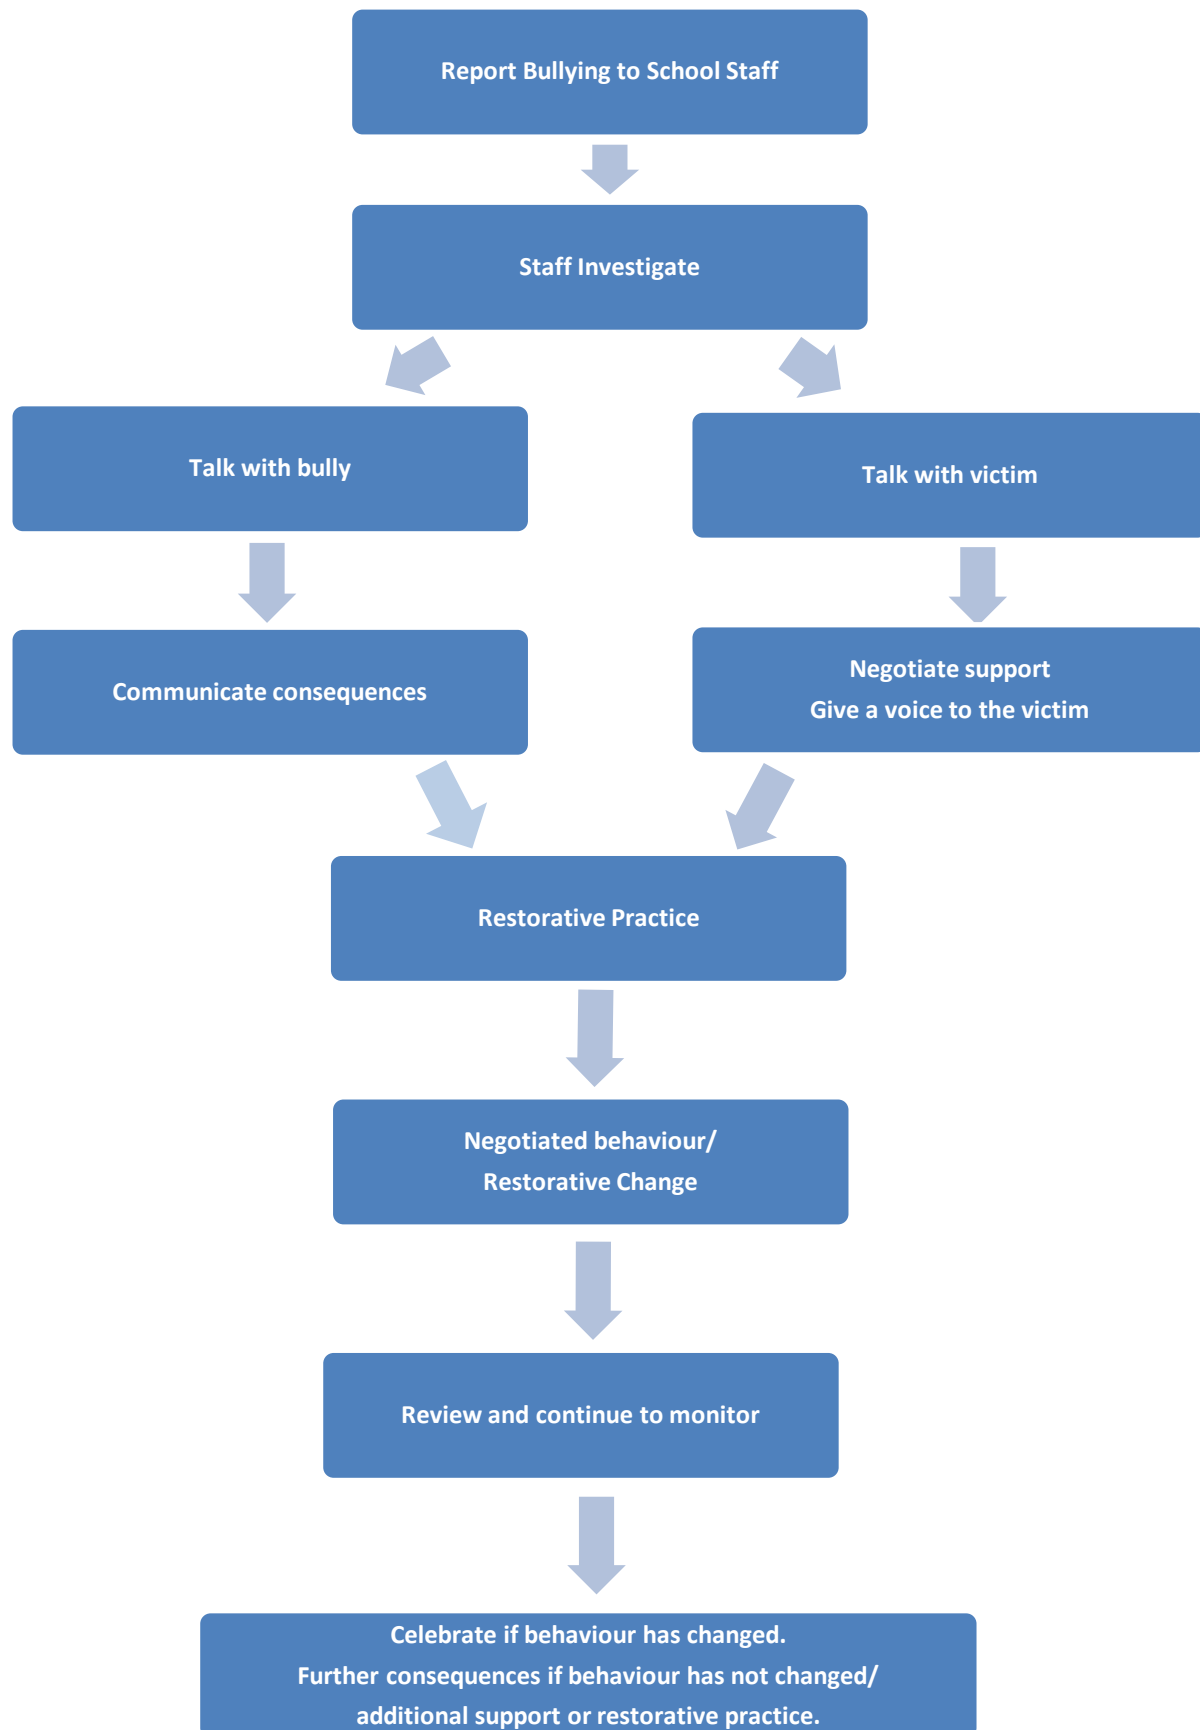 Report Bullying to School Staff
Staff Investigate
Talk with bully
Talk with victim
Communicate consequences
Negotiate support
Give a voice to the victim
Restorative Practice
Negotiated behaviour/
Restorative Change
Review and continue to monitor
Celebrate if behaviour has changed.
Further consequences if behaviour has not changed/
additional support or restorative practice.